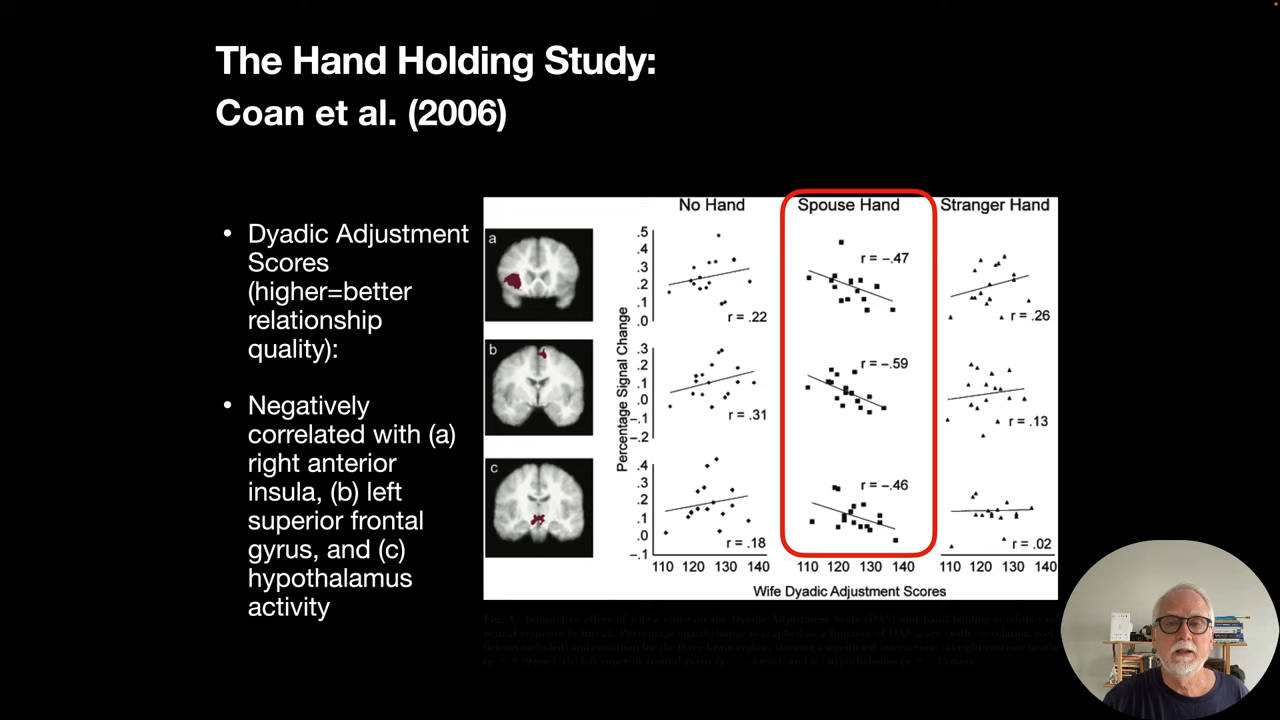 The Hand Holding Study:
Coan et al. (2006)
• Dyadic Adjustment
Scores
(higher=better
relationship
quality):
• Negatively
correlated with (a)
right anterior
insula, (b) left
superior frontal
gyrus, and (c)
hypothalamus
activity
No Hand
Spouse Hand
Stranger Hand
a
b
c
Percentage Signal Change
.5
.4
.3
.2
.1
.0
r = .22
r = –.47
r = .26
.3
.2
.1
.0
–.1
–.2
r = .31
r = –.59
r = .13
.4
.3
.2
.1
.0
–.1
r = .18
r = –.46
r = .02
110 120 130 140
110 120 130 140
110 120 130 140
Wife Dyadic Adjustment Scores